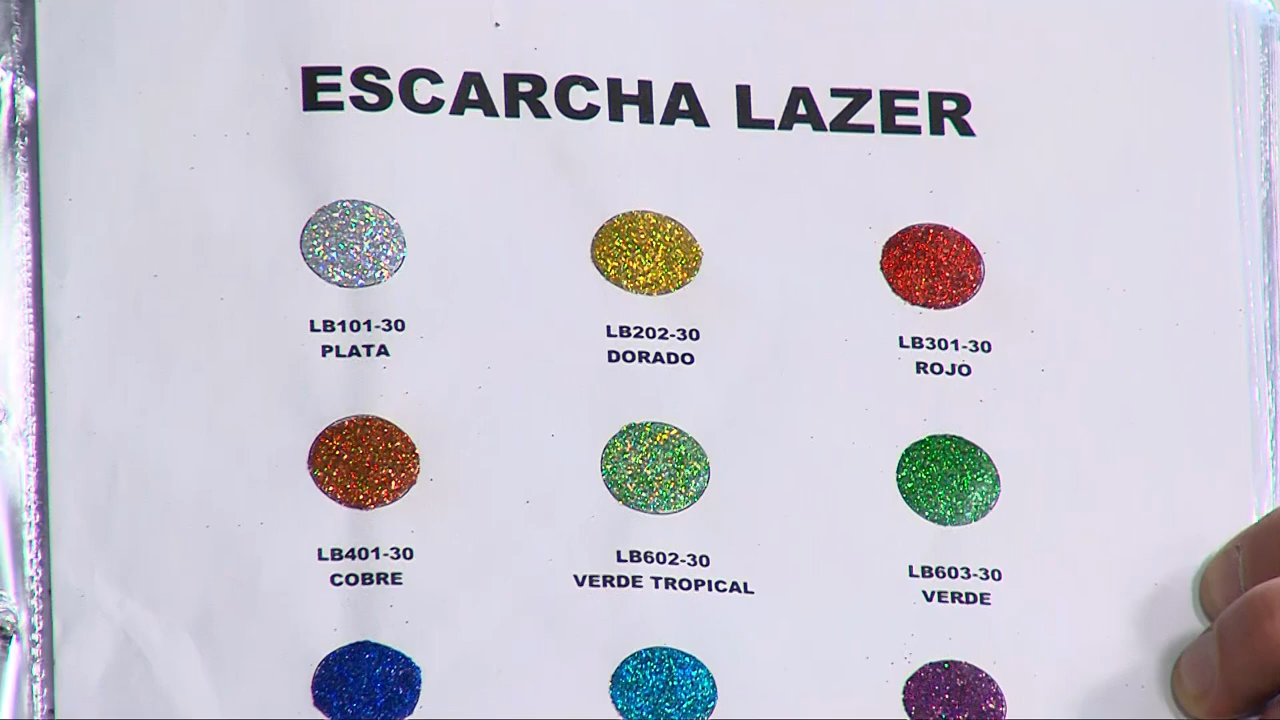 ESCARCHA LAZER
LB101-30
PLATA
LB202-30
DORADO
LB301-30
ROJO
LB401-30
COBRE
LB602-30
VERDE TROPICAL
LB603-30
VERDE